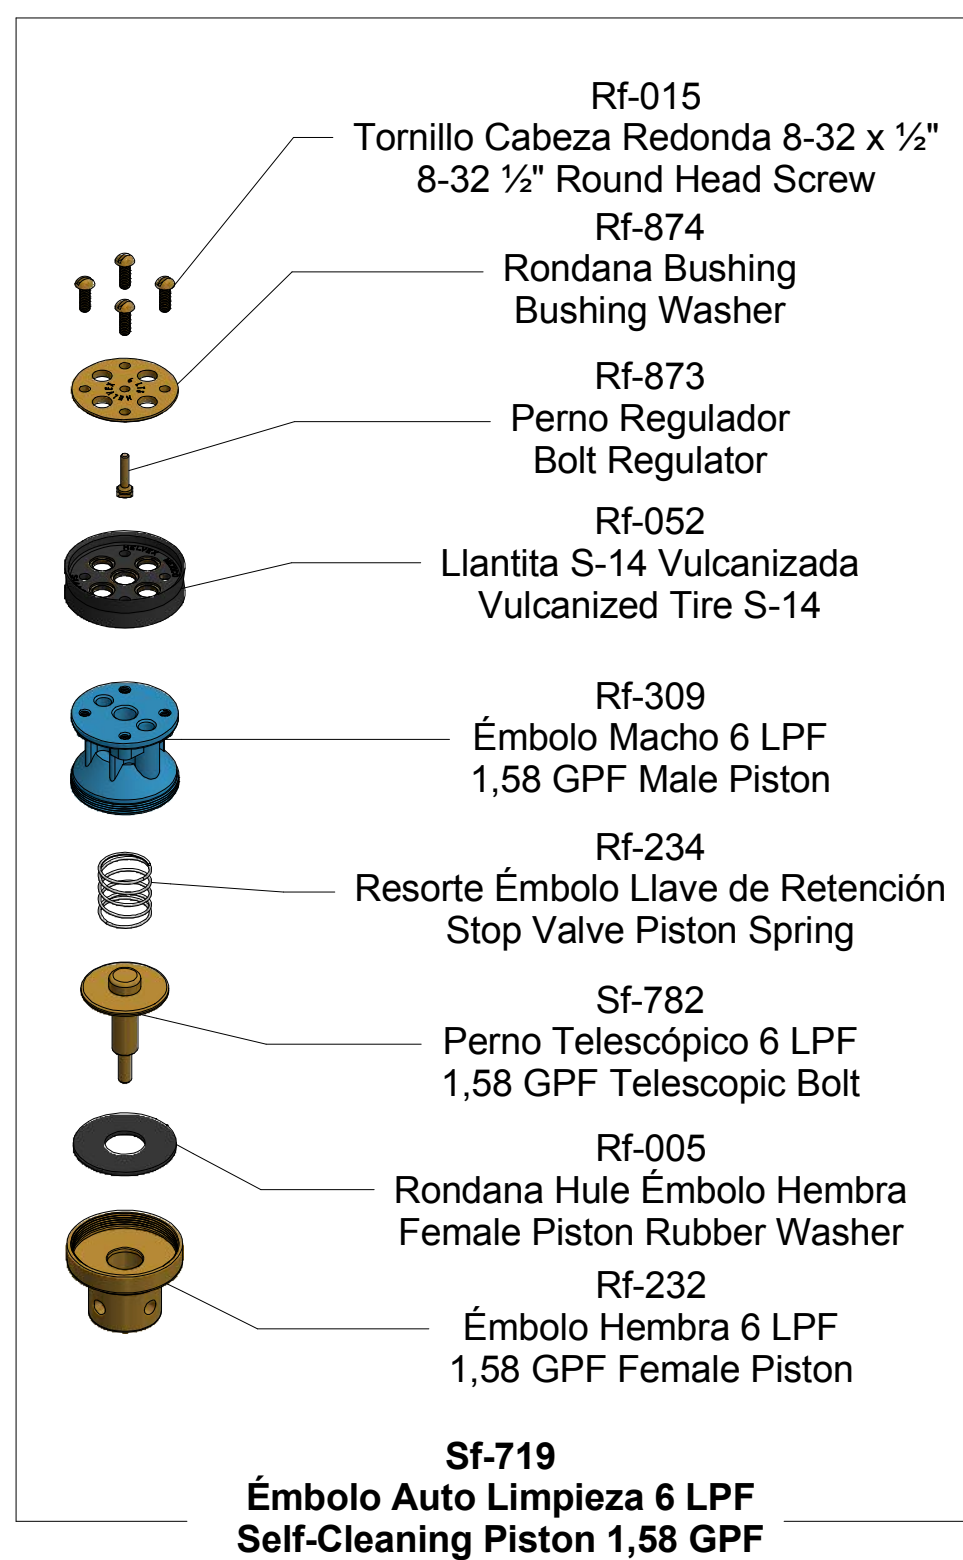 Rf-015
Tornillo Cabeza Redonda 8-32 x ½"
8-32 ½" Round Head Screw
Rf-874
Rondana Bushing
Bushing Washer
Rf-873
Perno Regulador
Bolt Regulator
Rf-052
Llantita S-14 Vulcanizada
Vulcanized Tire S-14
Rf-309
Émbolo Macho 6 LPF
1,58 GPF Male Piston
Rf-234
Resorte Émbolo Llave de Retención
Stop Valve Piston Spring
Sf-782
Perno Telescópico 6 LPF
1,58 GPF Telescopic Bolt
Rf-005
Rondana Hule Émbolo Hembra
Female Piston Rubber Washer
Rf-232
Émbolo Hembra 6 LPF
1,58 GPF Female Piston
Sf-719
Émbolo Auto Limpieza 6 LPF
Self-Cleaning Piston 1,58 GPF